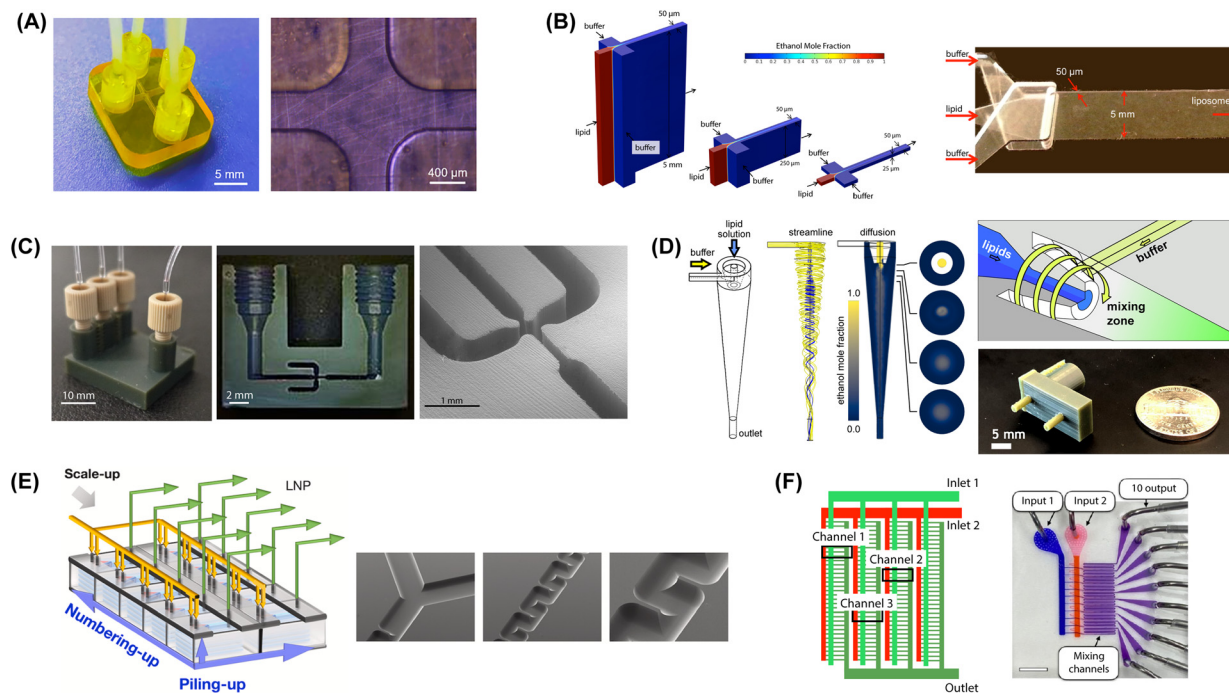 (A)
5 mm
400 µm
(B)
buffer
50 µm
lipid
buffer
5 mm
Ethanol Mole Fraction
0 0.1 0.2 0.3 0.4 0.5 0.6 0.7 0.8 0.9 1
50 µm
buffer
lipid
buffer
250 µm
50 µm
buffer
25 µm
lipid
buffer
buffer
50 µm
lipid
5 mm
liposome
buffer
(C)
10 mm
2 mm
1 mm
(D)
lipid
solution
buffer
outlet
streamline
diffusion
1.0
ethanol mole fraction
0.0
lipids
buffer
mixing
zone
5 mm
(E)
Scale-up
LNP
Numbering-up
Piling-up
(F)
Inlet 1
Inlet 2
Channel 1
Channel 2
Channel 3
Outlet
Input 1
Input 2
10 output
Mixing
channels